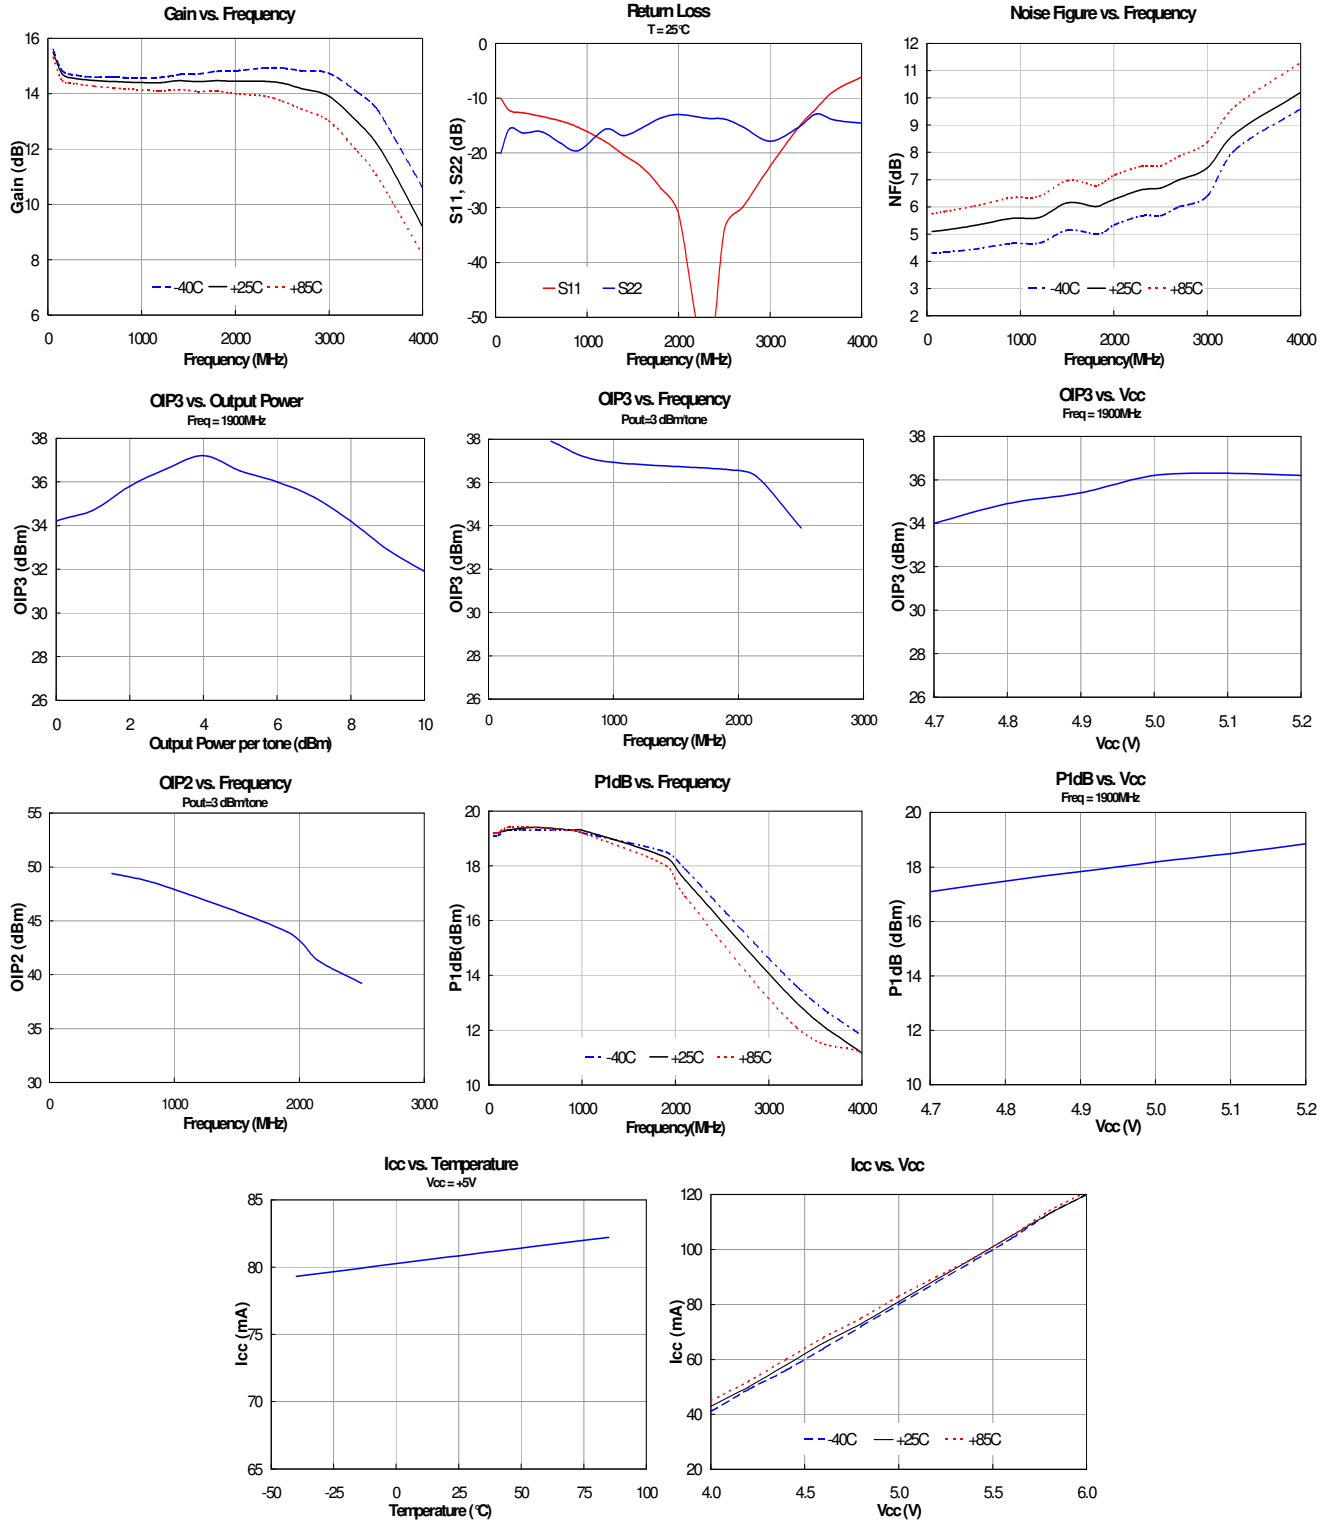 Gain vs. Frequency
16
14
12
10
8
6
Gain (dB)
-40C
+25C
+85C
0
1000
2000
3000
4000
Frequency (MHz)
Return Loss
T = 25°C
0
-10
-20
-30
-40
-50
S11, S22 (dB)
S11
S22
0
1000
2000
3000
4000
Frequency (MHz)
Noise Figure vs. Frequency
12
11
10
9
8
7
6
5
4
3
2
NF(dB)
-40C
+25C
+85C
0
1000
2000
3000
4000
Frequency(MHz)
OIP3 vs. Output Power
Freq = 1900MHz
38
36
34
32
30
28
26
OIP3 (dBm)
0
2
4
6
8
10
Output Power per tone (dBm)
OIP3 vs. Frequency
Pout=3 dBm/tone
38
36
34
32
30
28
26
OIP3 (dBm)
0
1000
2000
3000
Frequency (MHz)
OIP3 vs. Vcc
Freq = 1900MHz
38
36
34
32
30
28
26
OIP3 (dBm)
4.7
4.8
4.9
5.0
5.1
5.2
Vcc (V)
OIP2 vs. Frequency
Pout=3 dBm/tone
55
50
45
40
35
30
OIP2 (dBm)
0
1000
2000
3000
Frequency (MHz)
P1dB vs. Frequency
20
18
16
14
12
10
P1dB(dBm)
-40C
+25C
+85C
0
1000
2000
3000
4000
Frequency(MHz)
P1dB vs. Vcc
Freq = 1900MHz
20
18
16
14
12
10
P1dB (dBm)
4.7
4.8
4.9
5.0
5.1
5.2
Vcc (V)
Icc vs. Temperature
Vcc = +5V
85
80
75
70
65
Icc (mA)
-50
-25
0
25
50
75
100
Temperature (°C)
Icc vs. Vcc
120
100
80
60
40
20
Icc (mA)
-40C
+25C
+85C
4.0
4.5
5.0
5.5
6.0
Vcc (V)